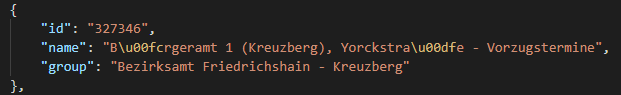 {
"id": "327346",
"name": "B\u00fcrgeramt 1 (Kreuzberg), Yorckstra\u00dfe - Vorzugstermine",
"group": "Bezirksamt Friedrichshain - Kreuzberg"
},